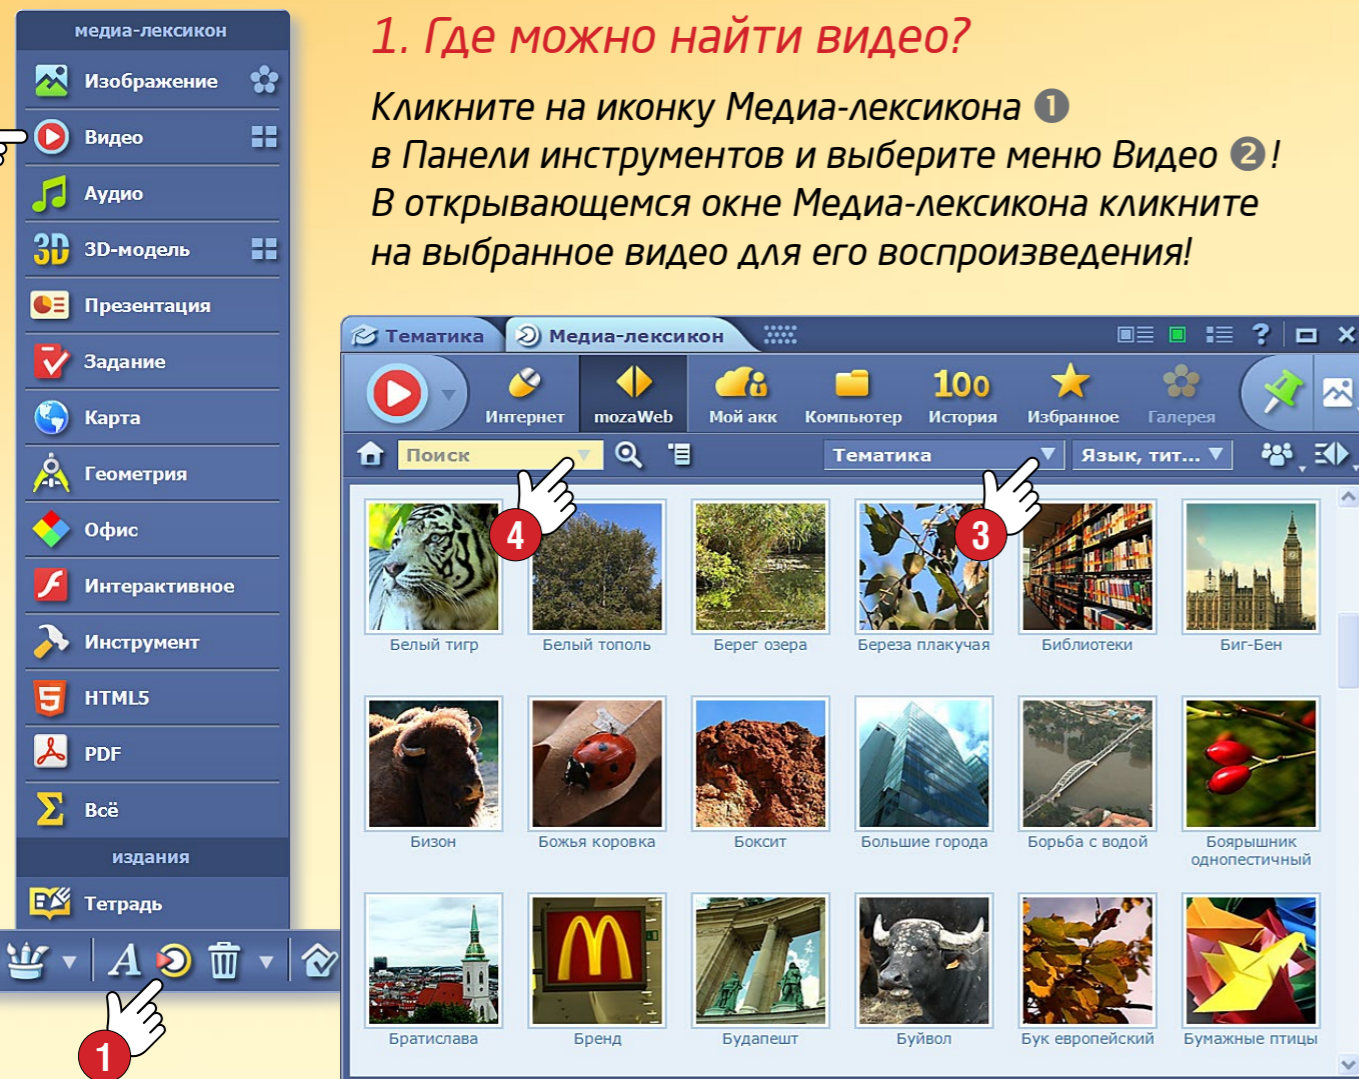 медиа-лексикон
Изображение
Видео
Аудио
3D 3D-модель
Презентация
Задание
Карта
Геометрия
Офис
Интерактивное
Инструмент
5 HTML5
PDF
Σ Всё
издания
Тетрадь
A
1
1. Где можно найти видео?
Кликните на иконку Медиа-лексикона 1
в Панели инструментов и выберите меню Видео 2!
В открывающемся окне Медиа-лексикона кликните
на выбранное видео для его воспроизведения!
Тематика Медиа-лексикон ?
100
Интернет mozaWeb Мой акк Компьютер История Избранное Галерея
Поиск Тематика Язык, тит...
4 3
Белый тигр Белый тополь Берег озера Береза плакучая Библиотеки Биг-Бен
Бизон Божья коровка Боксит Большие города Борьба с водой Боярышник
однопестичный
Братислава Бренд Будапешт Буйвол Бук европейский Бумажные птицы